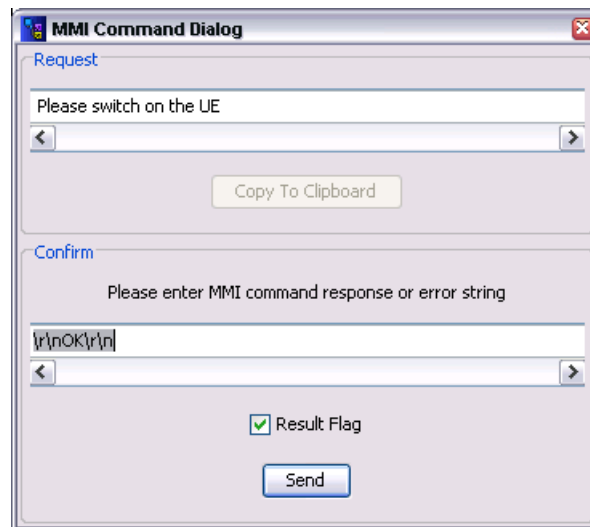 MMI Command Dialog
Request
Please switch on the UE
Copy To Clipboard
Confirm
Please enter MMI command response or error string
\r\nOK\r\n
Result Flag
Send